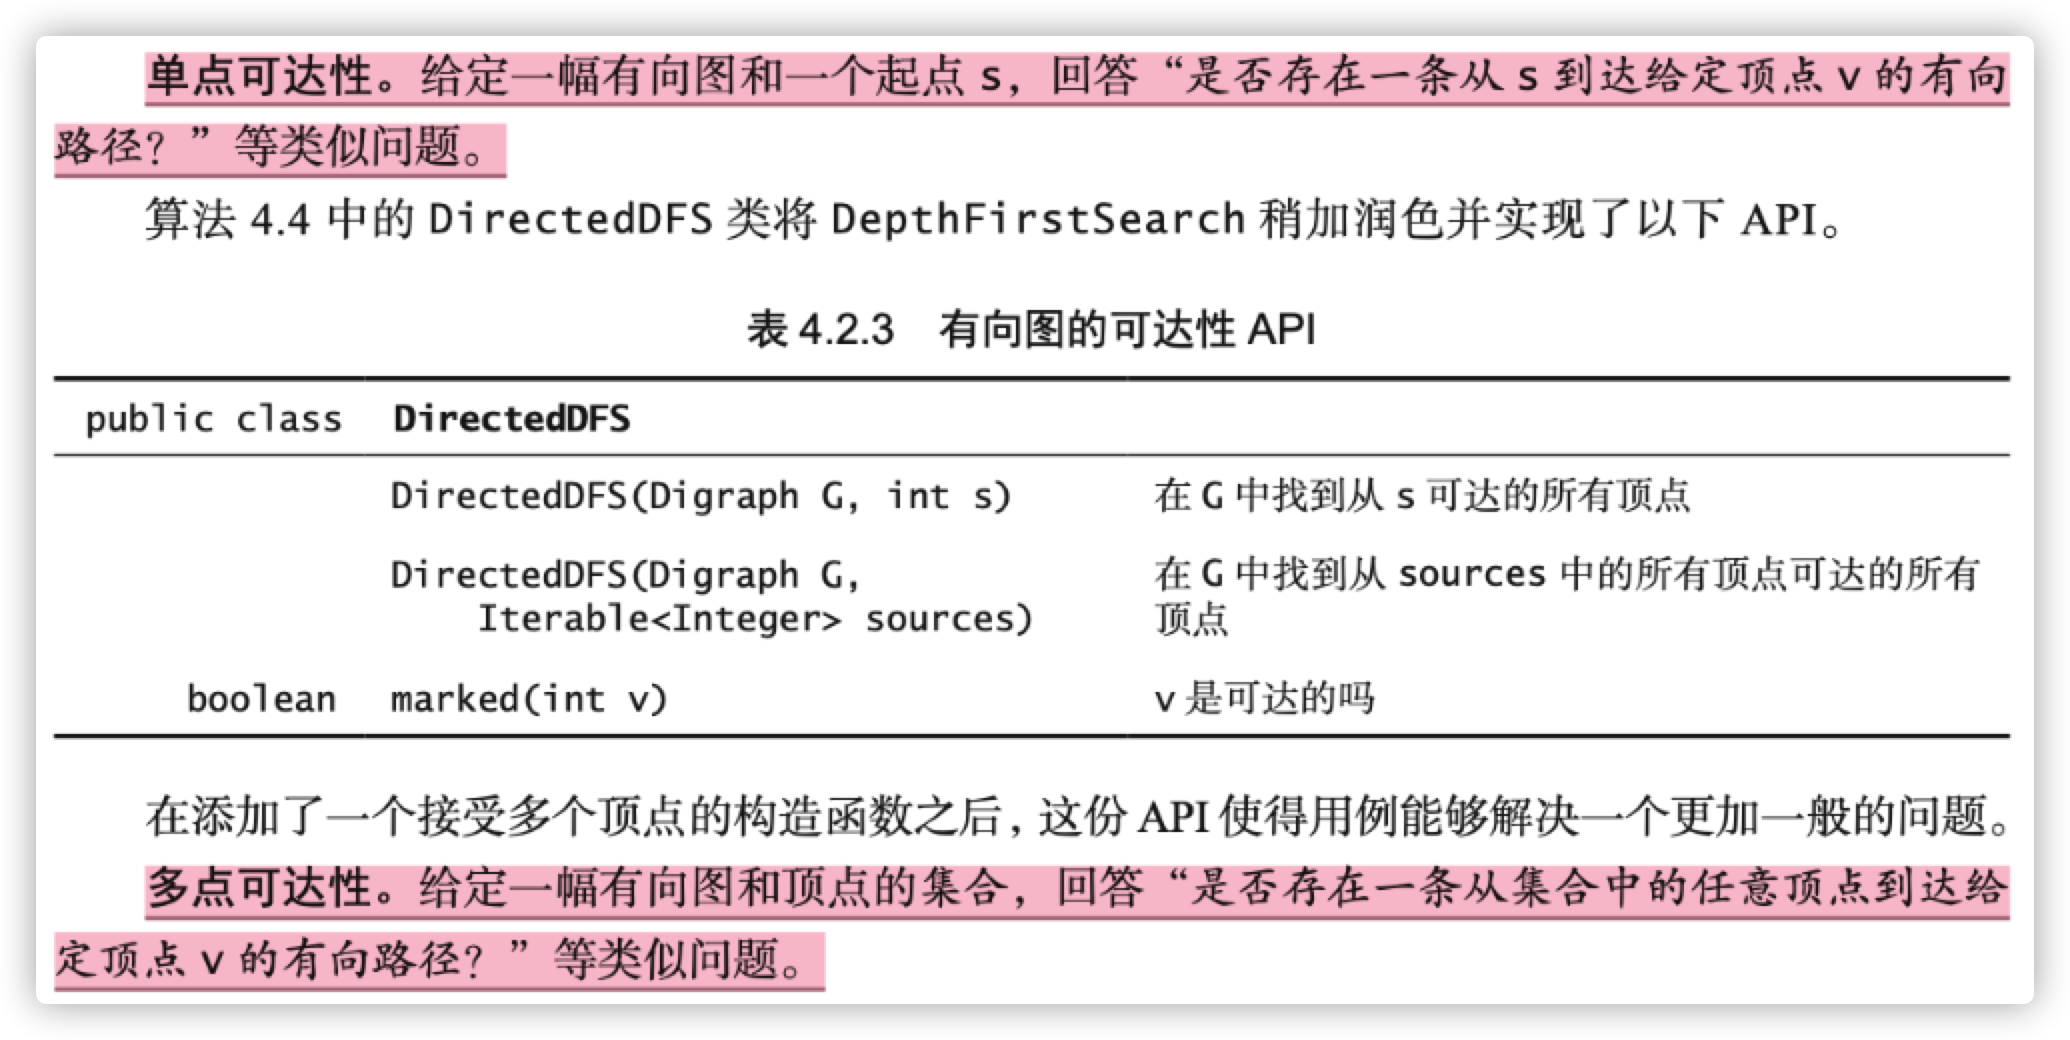 单点可达性。给定一幅有向图和一个起点 s，回答“是否存在一条从 s 到达给定顶点 v 的有向
路径？”等类似问题。
算法 4.4 中的 DirectedDFS 类将 DepthFirstSearch 稍加润色并实现了以下 API。
表 4.2.3 有向图的可达性 API
public class DirectedDFS
DirectedDFS(Digraph G, int s) 在 G 中找到从 s 可达的所有顶点
DirectedDFS(Digraph G, 在 G 中找到从 sources 中的所有顶点可达的所有
Iterable<Integer> sources) 顶点
boolean marked(int v) v 是可达的吗
在添加了一个接受多个顶点的构造函数之后，这份 API 使得用例能够解决一个更加一般的问题。
多点可达性。给定一幅有向图和顶点的集合，回答“是否存在一条从集合中的任意顶点到达给
定顶点 v 的有向路径？”等类似问题。